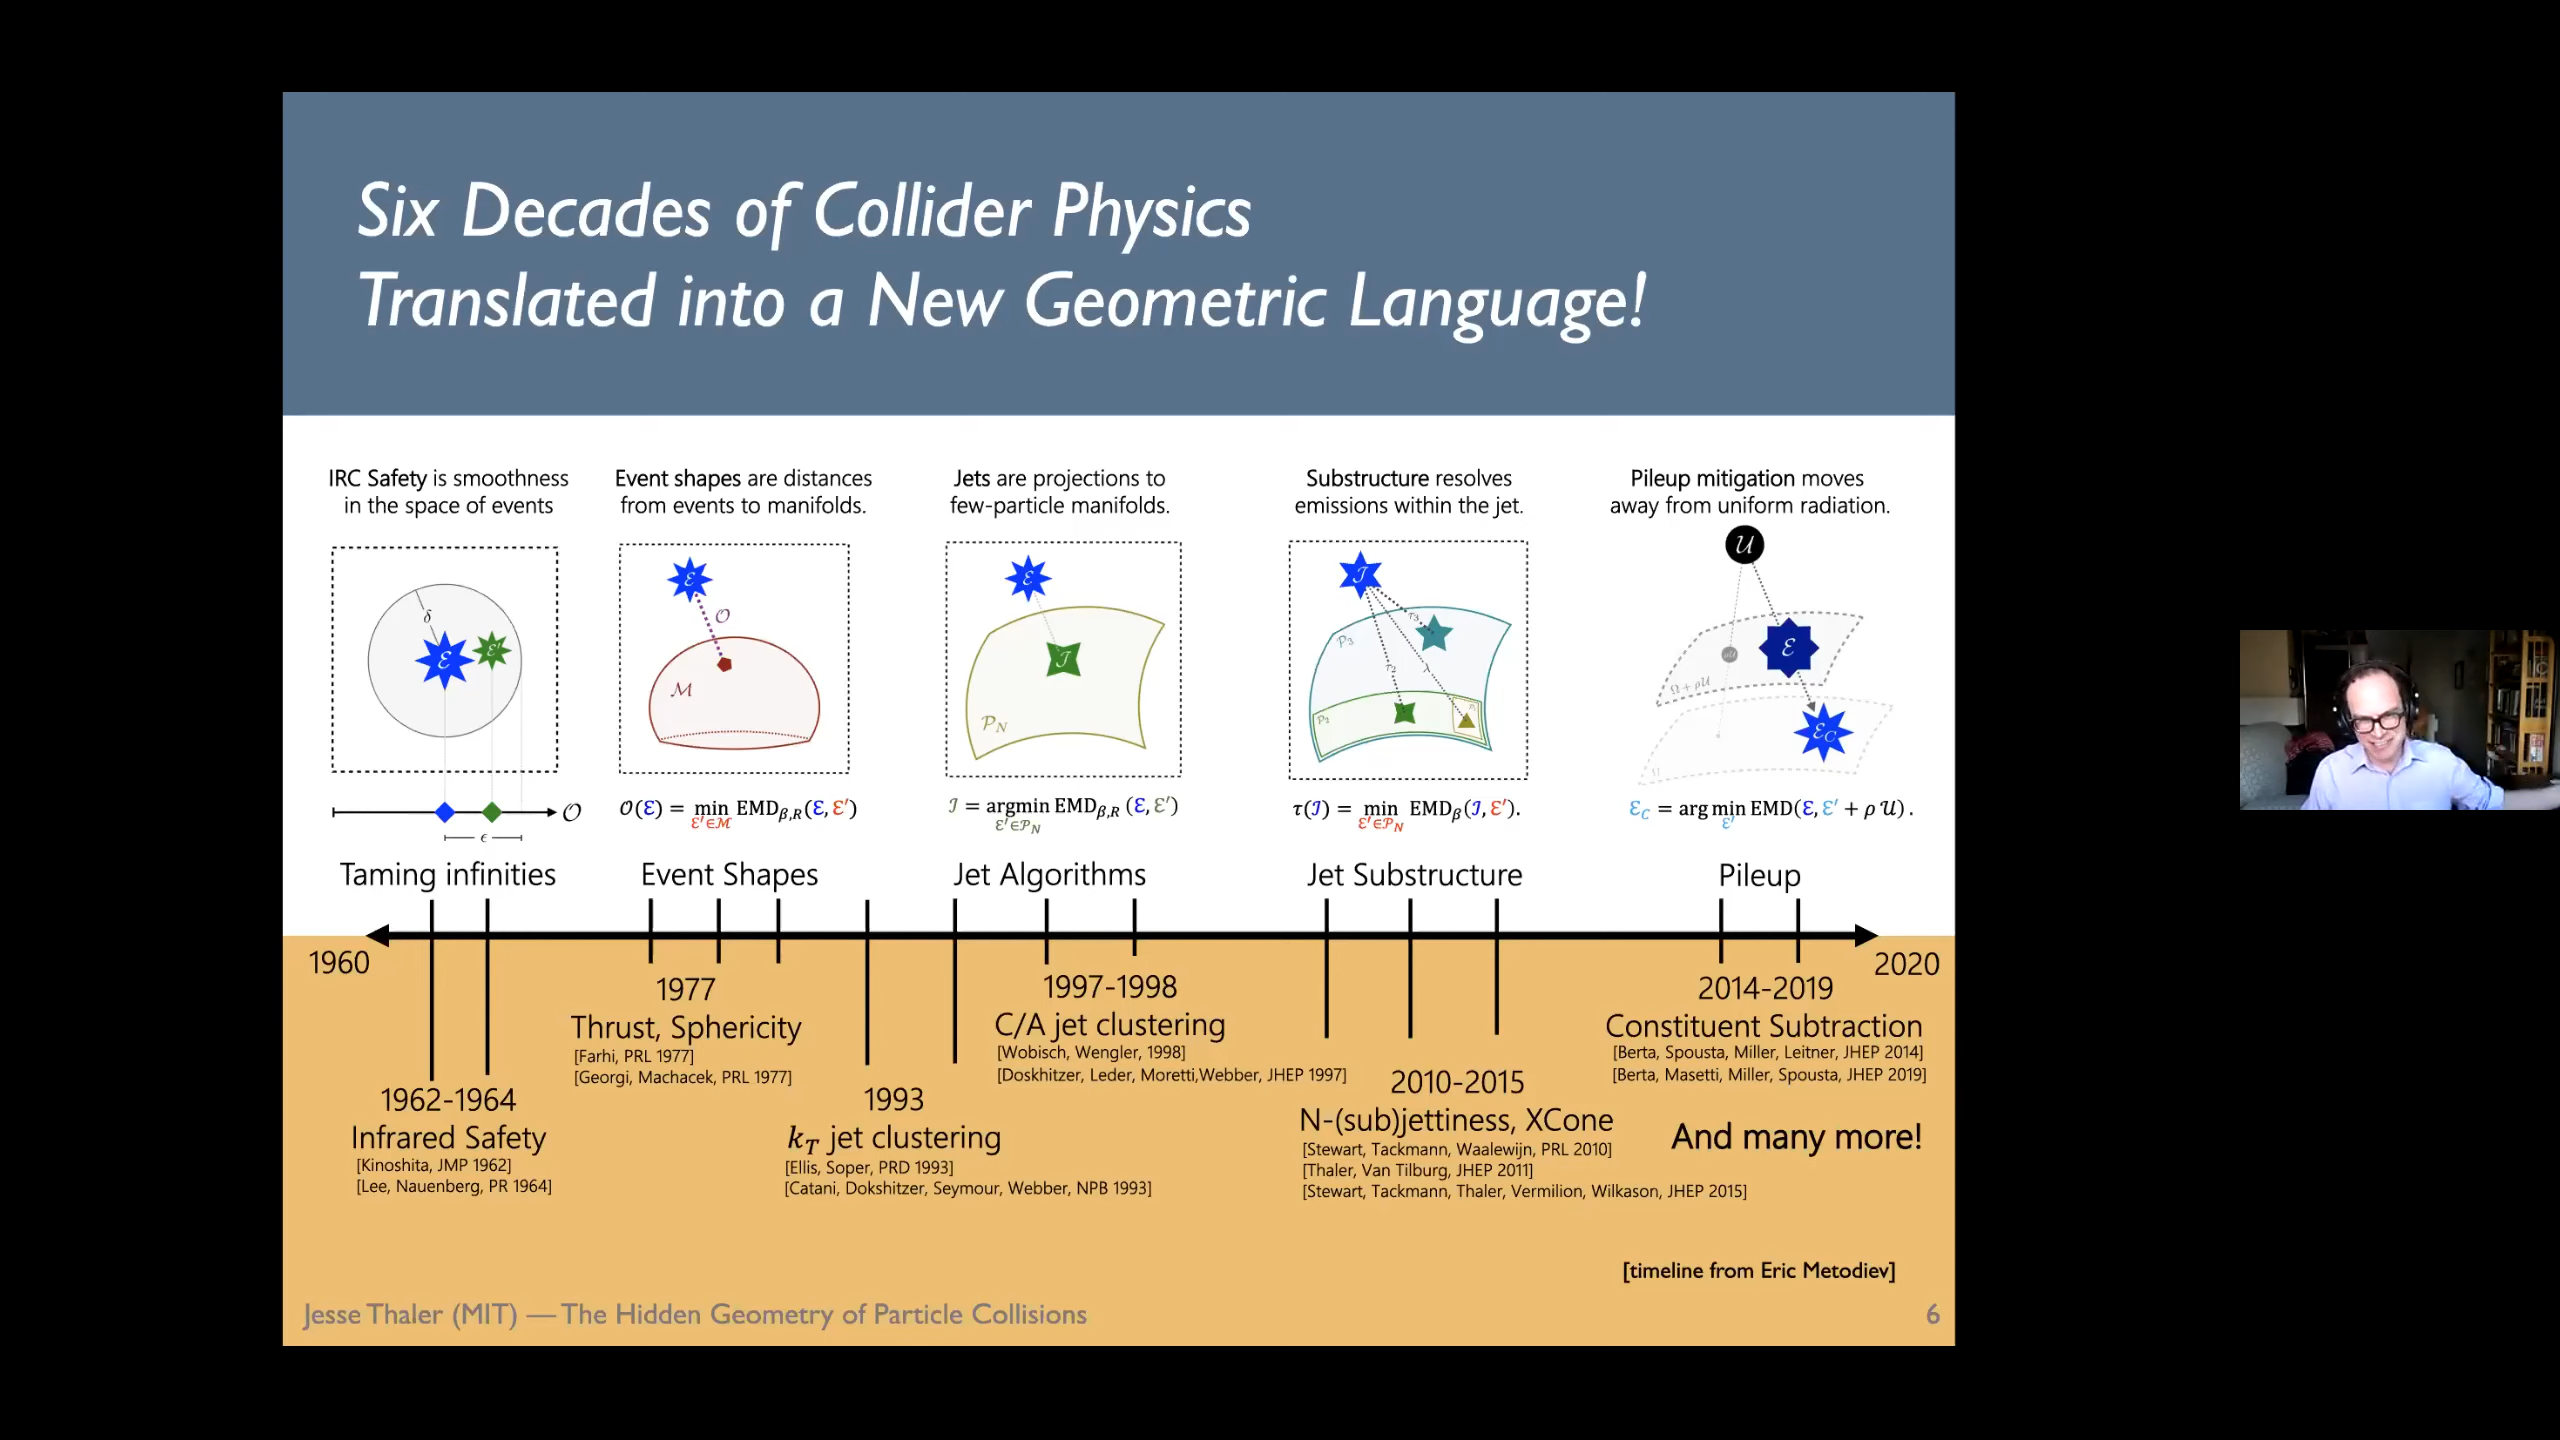 Six Decades of Collider Physics
Translated into a New Geometric Language!
IRC Safety is smoothness
in the space of events
δ
ℰ
ℰ′
𝒪
ϵ
Taming infinities
Event shapes are distances
from events to manifolds.
ℰ
𝒪
ℳ
𝒪(ℰ) = min EMD_{β,R}(ℰ, ℰ′)
ℰ′∈ℳ
Event Shapes
Jets are projections to
few-particle manifolds.
ℰ
𝒥
𝒫_N
𝒥 = argmin EMD_{β,R} (ℰ, ℰ′)
ℰ′∈𝒫_N
Jet Algorithms
Substructure resolves
emissions within the jet.
𝒥
τ₃
𝒫₃
τ₂
λ
𝒫₂
τ(𝒥) = min EMD_β(𝒥, ℰ′).
ℰ′∈𝒫_N
Jet Substructure
Pileup mitigation moves
away from uniform radiation.
𝒰
ℰ
ρ𝒰
Ω + ρ𝒰
ℰ_C
ℰ_C = arg min EMD(ℰ, ℰ′ + ρ 𝒰) .
ℰ′
Pileup
1960
2020
1962-1964
Infrared Safety
[Kinoshita, JMP 1962]
[Lee, Nauenberg, PR 1964]
1977
Thrust, Sphericity
[Farhi, PRL 1977]
[Georgi, Machacek, PRL 1977]
1993
k_T jet clustering
[Ellis, Soper, PRD 1993]
[Catani, Dokshitzer, Seymour, Webber, NPB 1993]
1997-1998
C/A jet clustering
[Wobisch, Wengler, 1998]
[Doskhitzer, Leder, Moretti,Webber, JHEP 1997]
2010-2015
N-(sub)jettiness, XCone
[Stewart, Tackmann, Waalewijn, PRL 2010]
[Thaler, Van Tilburg, JHEP 2011]
[Stewart, Tackmann, Thaler, Vermilion, Wilkason, JHEP 2015]
2014-2019
Constituent Subtraction
[Berta, Spousta, Miller, Leitner, JHEP 2014]
[Berta, Masetti, Miller, Spousta, JHEP 2019]
And many more!
[timeline from Eric Metodiev]
Jesse Thaler (MIT) — The Hidden Geometry of Particle Collisions
6